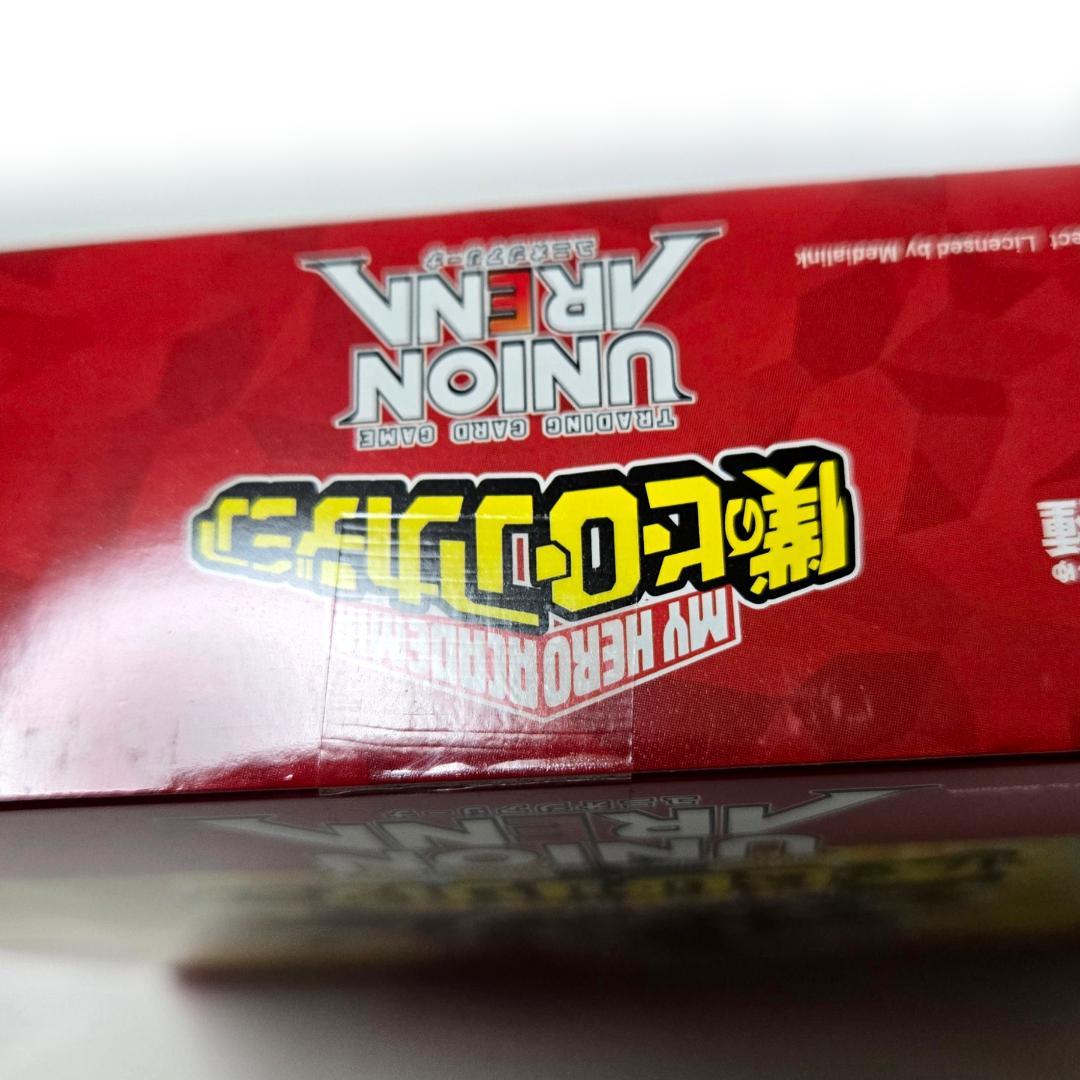 MY HERO ACADEMIA
僕のヒーローアカデミア
TRADING CARD GAME
UNION
ARENA
ユニオンアリーナ
Licensed by Medialink